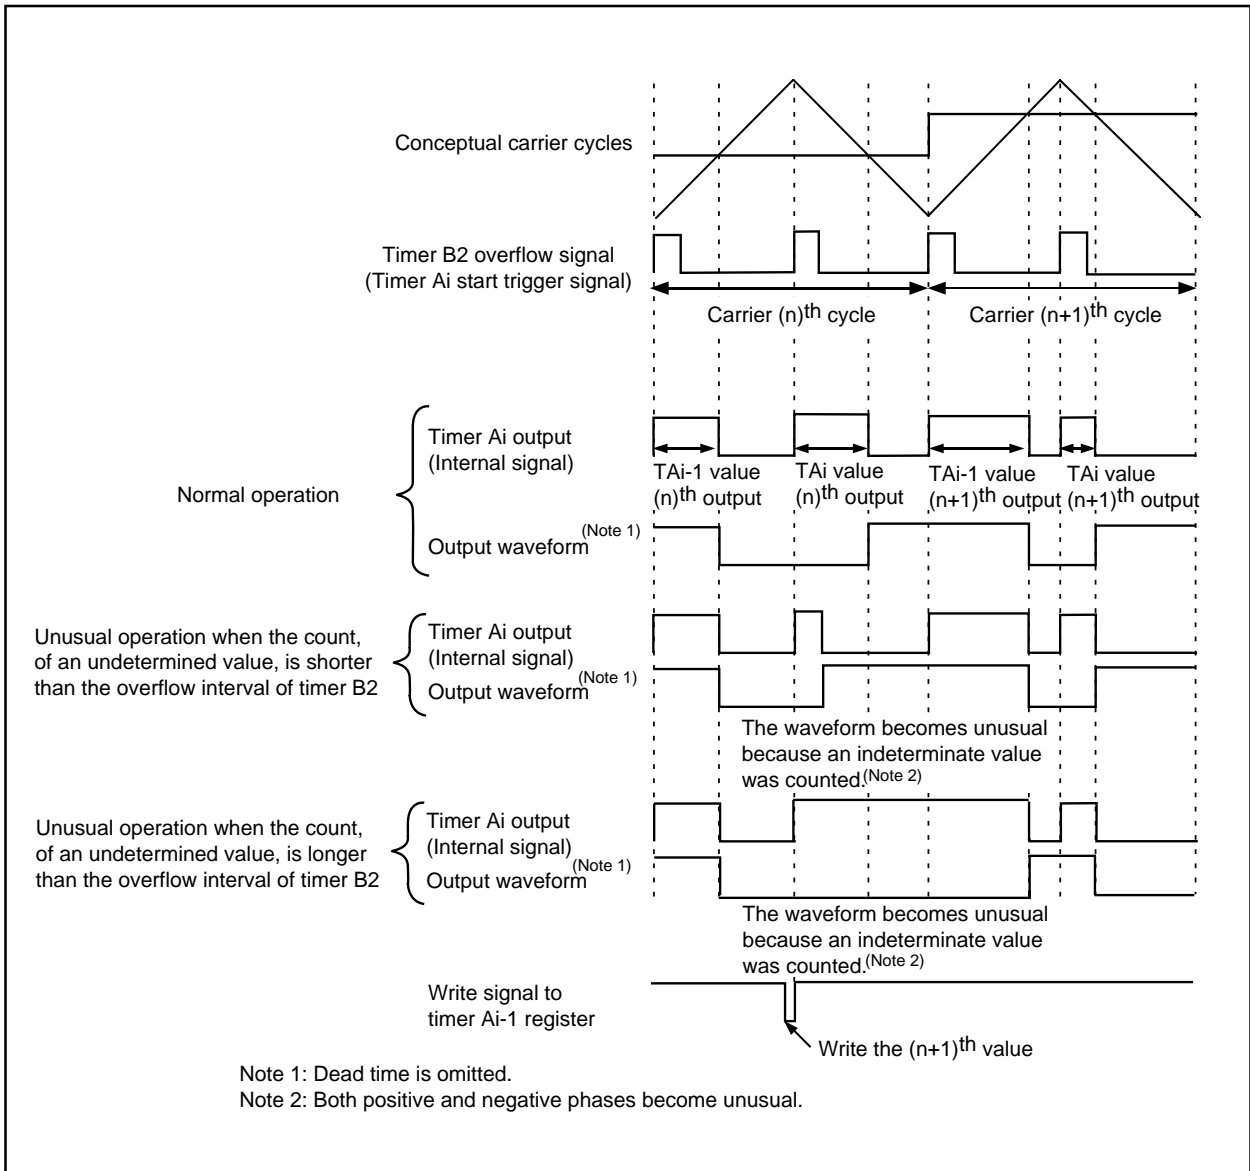 Conceptual carrier cycles
Timer B2 overflow signal
(Timer Ai start trigger signal)
Carrier (n)th cycle
Carrier (n+1)th cycle
Normal operation
Timer Ai output
(Internal signal)
TAi-1 value
(n)th output
TAi value
(n)th output
TAi-1 value
(n+1)th output
TAi value
(n+1)th output
Output waveform(Note 1)
Unusual operation when the count,
of an undetermined value, is shorter
than the overflow interval of timer B2
Timer Ai output
(Internal signal)
Output waveform(Note 1)
The waveform becomes unusual
because an indeterminate value
was counted.(Note 2)
Unusual operation when the count,
of an undetermined value, is longer
than the overflow interval of timer B2
Timer Ai output
(Internal signal)
Output waveform(Note 1)
The waveform becomes unusual
because an indeterminate value
was counted.(Note 2)
Write signal to
timer Ai-1 register
Write the (n+1)th value
Note 1: Dead time is omitted.
Note 2: Both positive and negative phases become unusual.